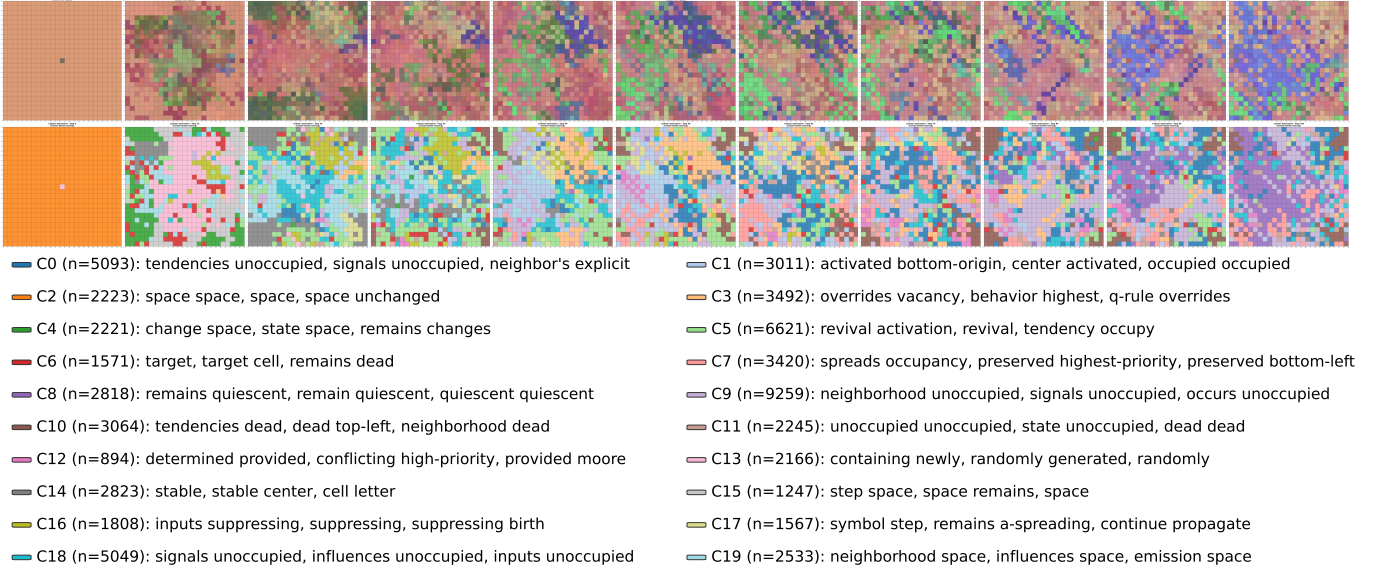 C0 (n=5093): tendencies unoccupied, signals unoccupied, neighbor's explicit
C1 (n=3011): activated bottom-origin, center activated, occupied occupied
C2 (n=2223): space space, space, space unchanged
C3 (n=3492): overrides vacancy, behavior highest, q-rule overrides
C4 (n=2221): change space, state space, remains changes
C5 (n=6621): revival activation, revival, tendency occupy
C6 (n=1571): target, target cell, remains dead
C7 (n=3420): spreads occupancy, preserved highest-priority, preserved bottom-left
C8 (n=2818): remains quiescent, remain quiescent, quiescent quiescent
C9 (n=9259): neighborhood unoccupied, signals unoccupied, occurs unoccupied
C10 (n=3064): tendencies dead, dead top-left, neighborhood dead
C11 (n=2245): unoccupied unoccupied, state unoccupied, dead dead
C12 (n=894): determined provided, conflicting high-priority, provided moore
C13 (n=2166): containing newly, randomly generated, randomly
C14 (n=2823): stable, stable center, cell letter
C15 (n=1247): step space, space remains, space
C16 (n=1808): inputs suppressing, suppressing, suppressing birth
C17 (n=1567): symbol step, remains a-spreading, continue propagate
C18 (n=5049): signals unoccupied, influences unoccupied, inputs unoccupied
C19 (n=2533): neighborhood space, influences space, emission space